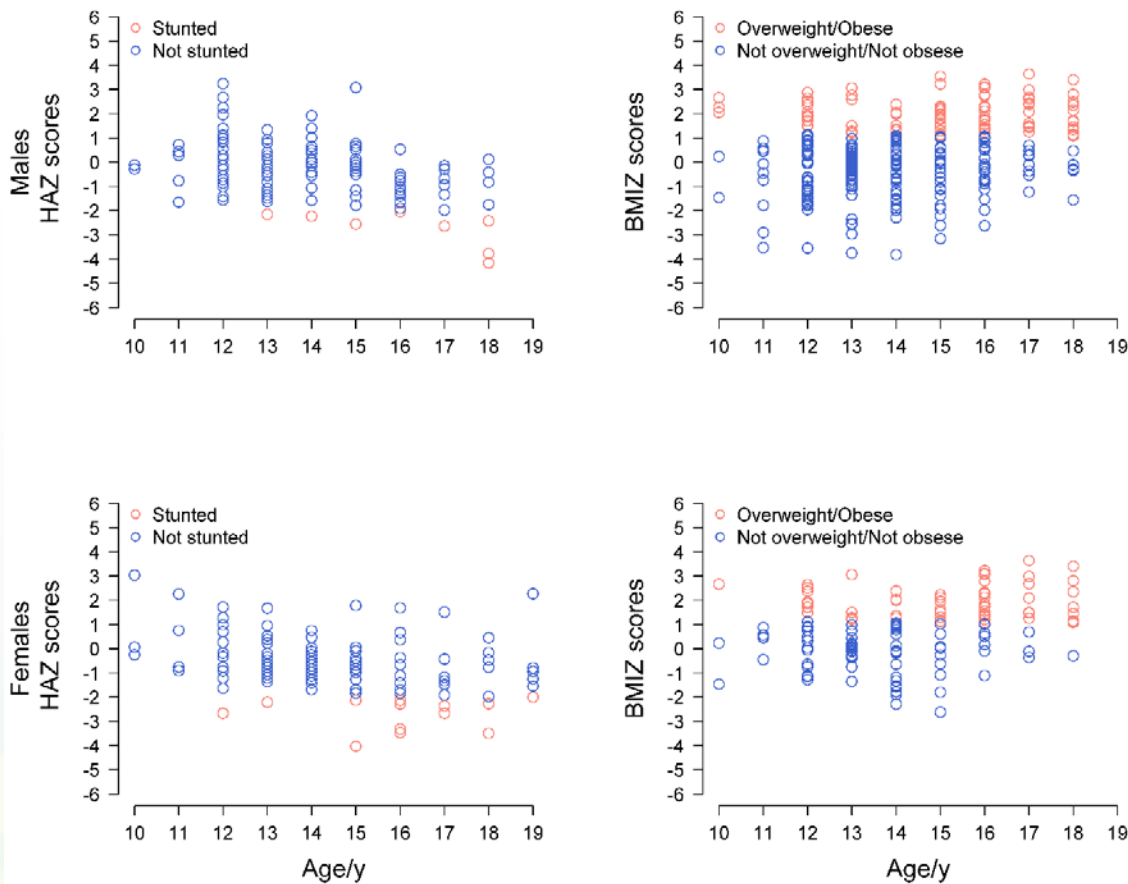 Males
HAZ scores
6
5
4
3
2
1
0
-1
-2
-3
-4
-5
-6
Stunted
Not stunted
10 11 12 13 14 15 16 17 18 19
BMIZ scores
6
5
4
3
2
1
0
-1
-2
-3
-4
-5
-6
Overweight/Obese
Not overweight/Not obsese
10 11 12 13 14 15 16 17 18 19
Females
HAZ scores
6
5
4
3
2
1
0
-1
-2
-3
-4
-5
-6
Stunted
Not stunted
10 11 12 13 14 15 16 17 18 19
Age/y
BMIZ scores
6
5
4
3
2
1
0
-1
-2
-3
-4
-5
-6
Overweight/Obese
Not overweight/Not obsese
10 11 12 13 14 15 16 17 18 19
Age/y